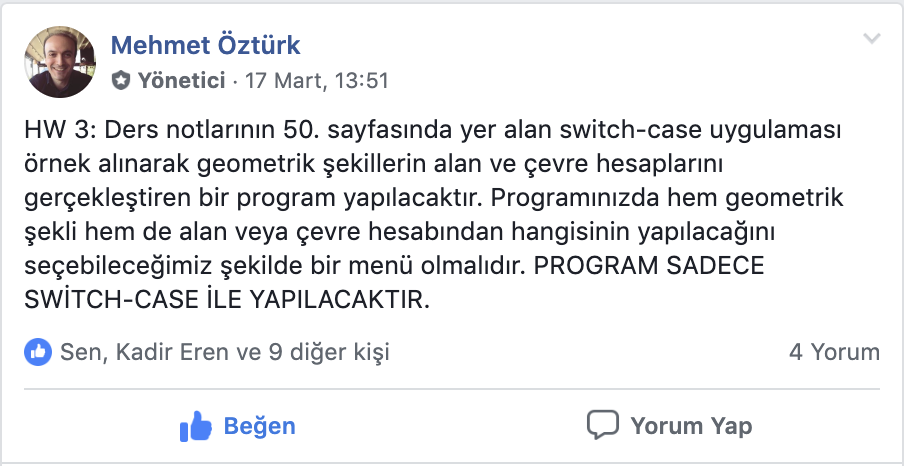 Mehmet Öztürk
Yönetici · 17 Mart, 13:51
HW 3: Ders notlarının 50. sayfasında yer alan switch-case uygulaması
örnek alınarak geometrik şekillerin alan ve çevre hesaplarını
gerçekleştiren bir program yapılacaktır. Programınızda hem geometrik
şekli hem de alan veya çevre hesabından hangisinin yapılacağını
seçebileceğimiz şekilde bir menü olmalıdır. PROGRAM SADECE
SWİTCH-CASE İLE YAPILACAKTIR.
Sen, Kadir Eren ve 9 diğer kişi
4 Yorum
Beğen
Yorum Yap